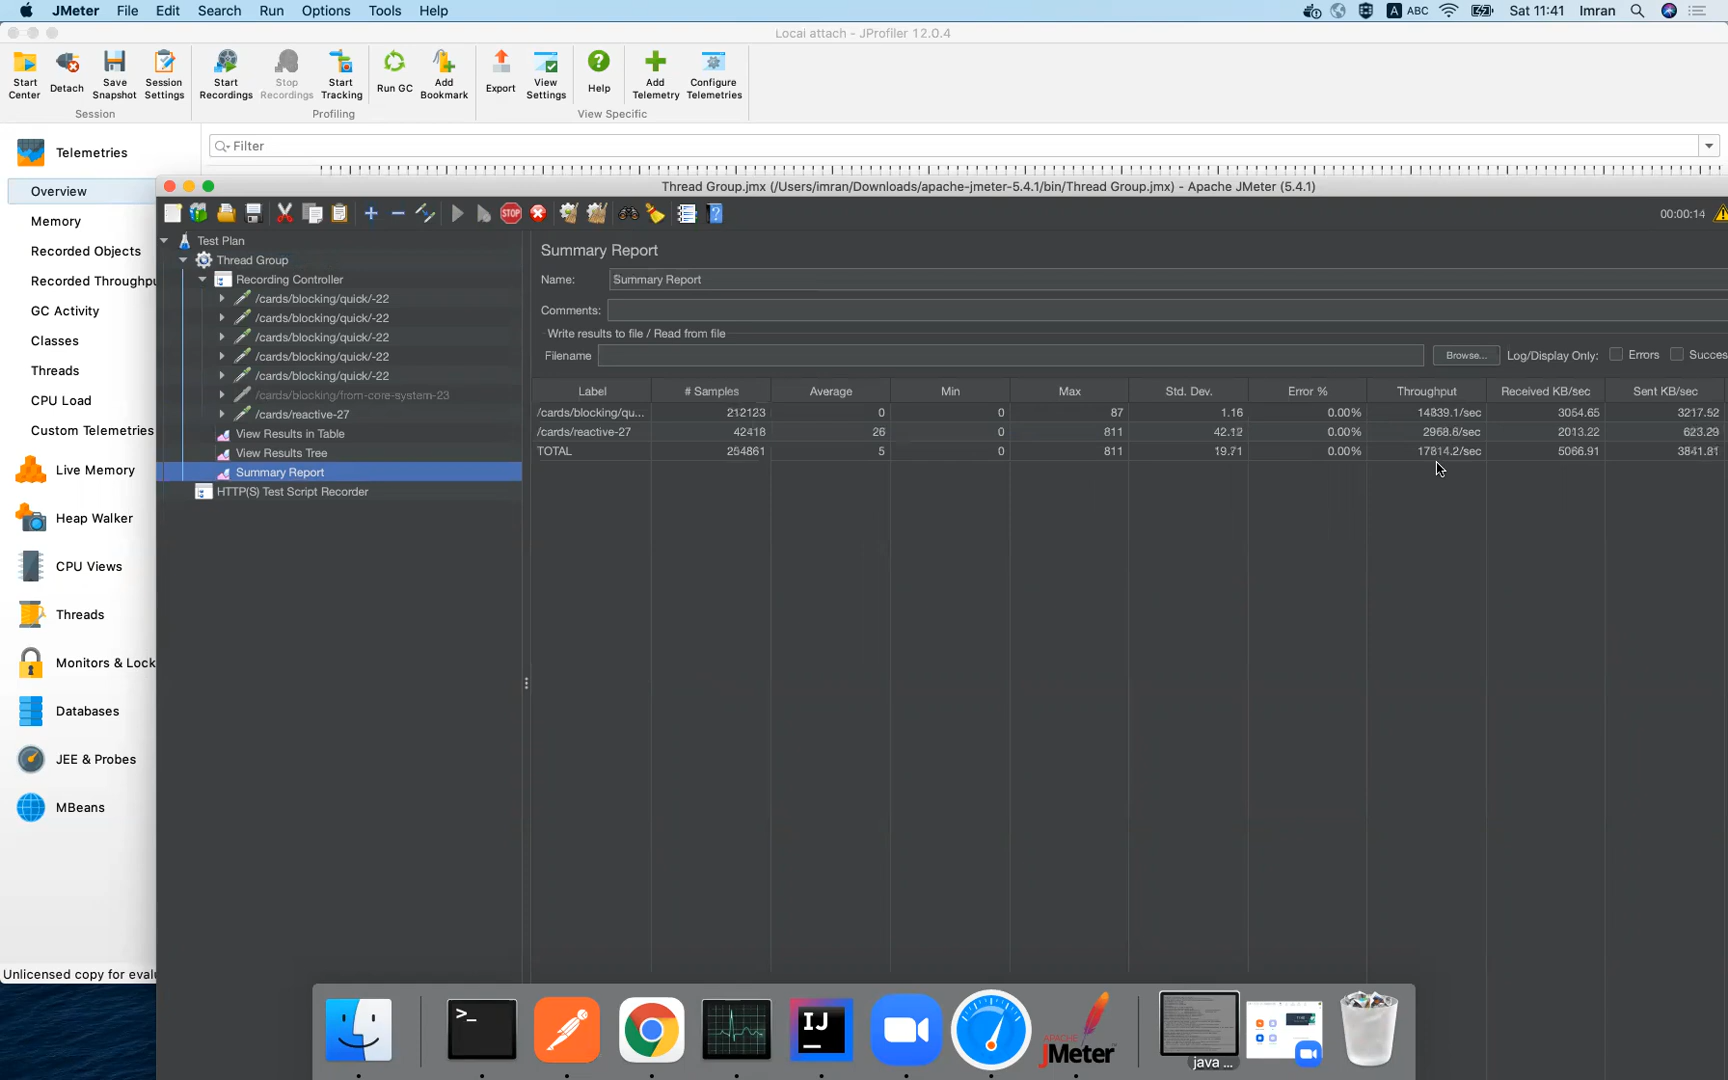 JMeter File Edit Search Run Options Tools Help
A ABC Sat 11:41 Imran
Local attach - JProfiler 12.0.4
Start Center
Detach
Save Snapshot
Session Settings
Start Recordings
Stop Recordings
Start Tracking
Run GC
Add Bookmark
Export
View Settings
Help
Add Telemetry
Configure Telemetries
Session
Profiling
View Specific
Telemetries
Filter
Overview
Memory
Recorded Objects
Recorded Throughpu
GC Activity
Classes
Threads
CPU Load
Custom Telemetries
Live Memory
Heap Walker
CPU Views
Threads
Monitors & Lock
Databases
JEE & Probes
MBeans
Unlicensed copy for evalu
Thread Group.jmx (/Users/imran/Downloads/apache-jmeter-5.4.1/bin/Thread Group.jmx) - Apache JMeter (5.4.1)
STOP
00:00:14
Test Plan
Thread Group
Recording Controller
/cards/blocking/quick/-22
/cards/blocking/quick/-22
/cards/blocking/quick/-22
/cards/blocking/quick/-22
/cards/blocking/quick/-22
/cards/blocking/from-core-system-23
/cards/reactive-27
View Results in Table
View Results Tree
Summary Report
HTTP(S) Test Script Recorder
Summary Report
Name: Summary Report
Comments:
Write results to file / Read from file
Filename Browse... Log/Display Only: Errors Succes
Label # Samples Average Min Max Std. Dev. Error % Throughput Received KB/sec Sent KB/sec
/cards/blocking/qu... 212123 0 0 87 1.16 0.00% 14839.1/sec 3054.65 3217.52
/cards/reactive-27 42418 26 0 811 42.12 0.00% 2968.6/sec 2013.22 623.29
TOTAL 254861 5 0 811 19.71 0.00% 17814.2/sec 5066.91 3841.81
>_
IJ
APACHE
JMeter
java ...